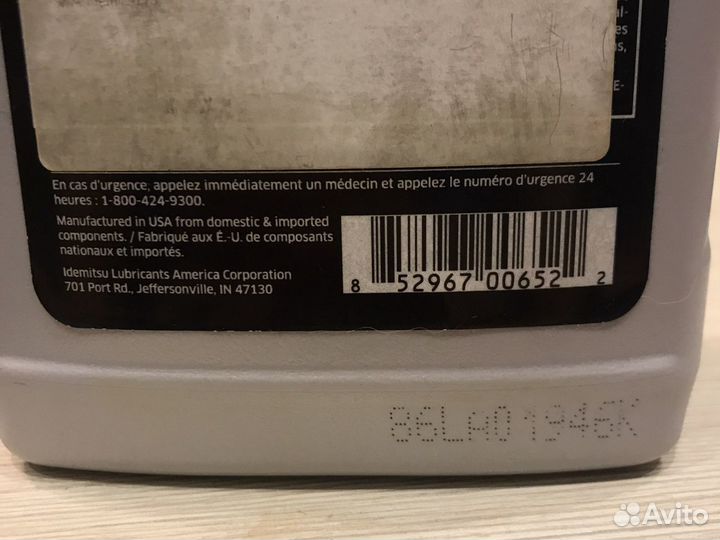 al-
es
s,
E-
En cas d'urgence, appelez immédiatement un médecin et appelez le numéro d'urgence 24
heures : 1-800-424-9300.
Manufactured in USA from domestic & imported
components. / Fabriqué aux É.-U. de composants
nationaux et importés.
Idemitsu Lubricants America Corporation
701 Port Rd., Jeffersonville, IN 47130
8 52967 00652 2
86LA01946K
Avito